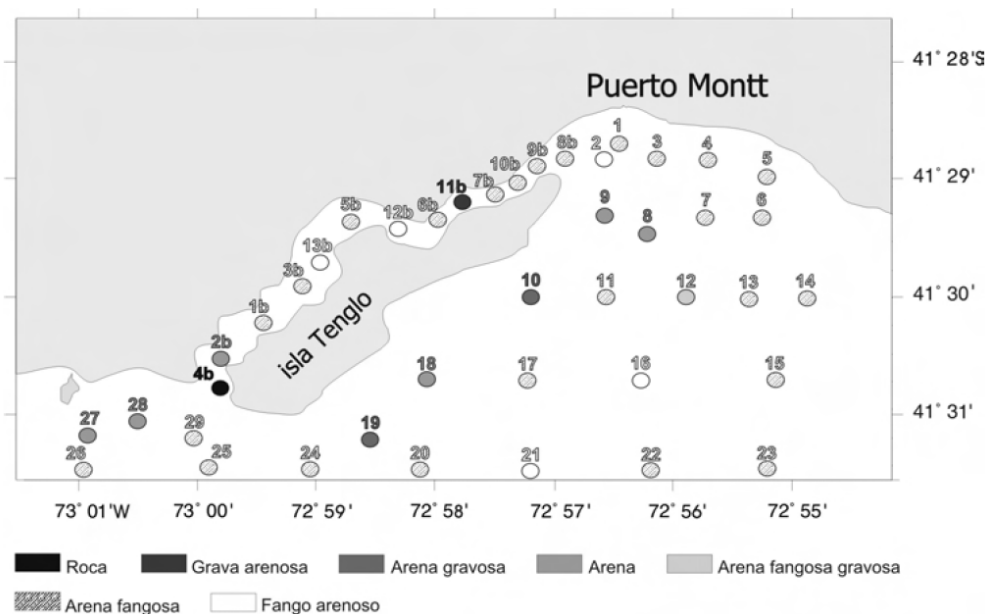 41° 28'S
Puerto Montt
1
8b 2 3 4
9b
10b 5
41° 29'
11b 7b
5b 12b 6b 9 7 6
8
13b
3b 10 11 12 13 14
41° 30'
1b
isla Tenglo
2b
4b 18 17 16 15
28 19
27 29 41° 31'
26 25 24 20 21 22 23
73° 01'W 73° 00' 72° 59' 72° 58' 72° 57' 72° 56' 72° 55'
Roca Grava arenosa Arena gravosa Arena Arena fangosa gravosa
Arena fangosa Fango arenoso